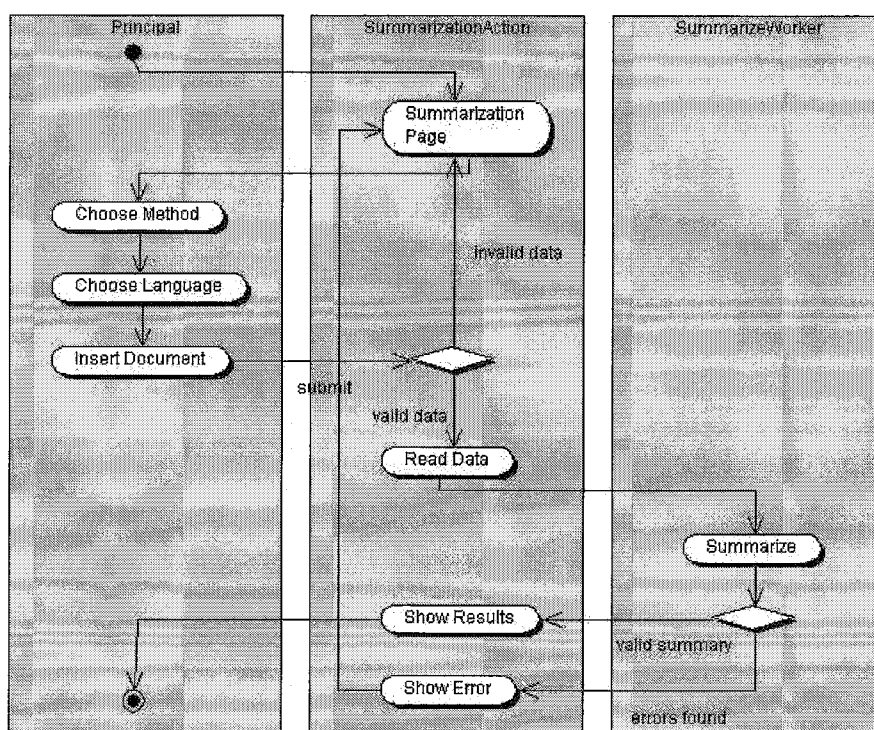 Principal
SummarizationAction
SummarizeWorker
Summarization
Page
Choose Method
invalid data
Choose Language
Insert Document
submit
valid data
Read Data
Summarize
Show Results
valid summary
Show Error
errors found